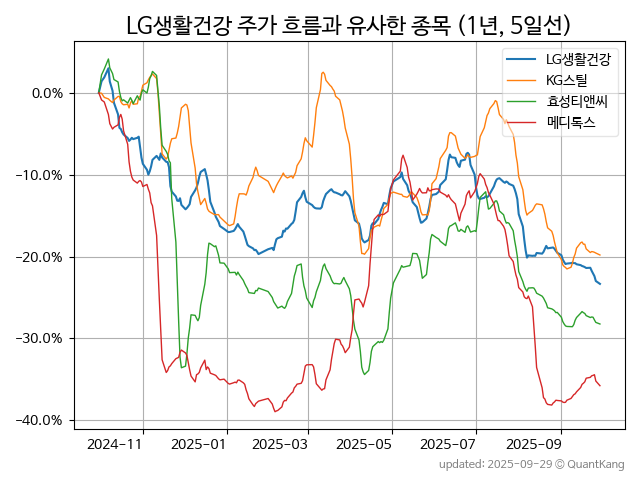 LG생활건강 주가 흐름과 유사한 종목 (1년, 5일선)
LG생활건강
KG스틸
효성티앤씨
메디톡스
0.0%
−10.0%
−20.0%
−30.0%
−40.0%
2024-11 2025-01 2025-03 2025-05 2025-07 2025-09
updated: 2025-09-29 © QuantKang